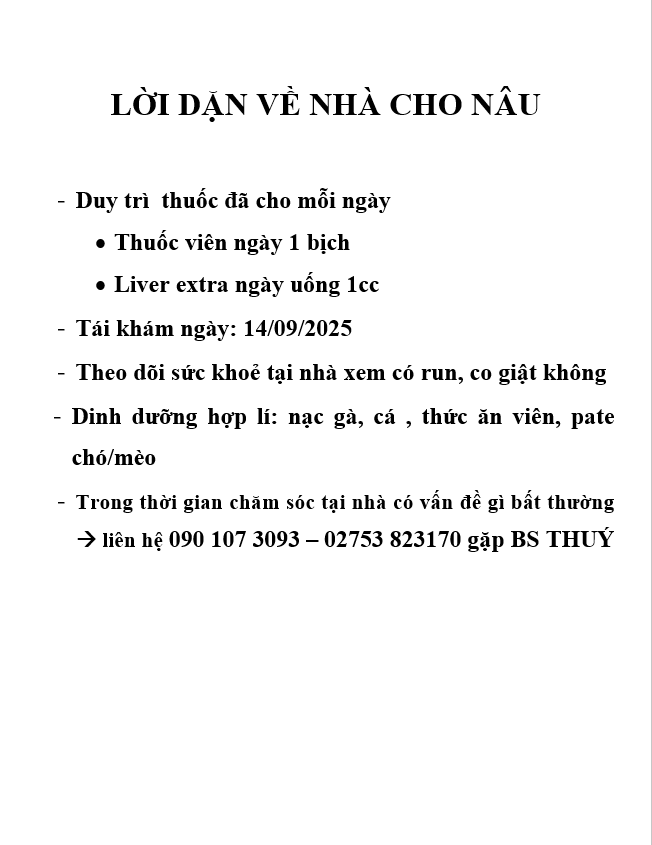 LỜI DẶN VỀ NHÀ CHO NÂU
- Duy trì  thuốc đã cho mỗi ngày
• Thuốc viên ngày 1 bịch
• Liver extra ngày uống 1cc
- Tái khám ngày: 14/09/2025
- Theo dõi sức khoẻ tại nhà xem có run, co giật không
- Dinh dưỡng hợp lí: nạc gà, cá , thức ăn viên, pate
chó/mèo
- Trong thời gian chăm sóc tại nhà có vấn đề gì bất thường
→ liên hệ 090 107 3093 – 02753 823170 gặp BS THUÝ